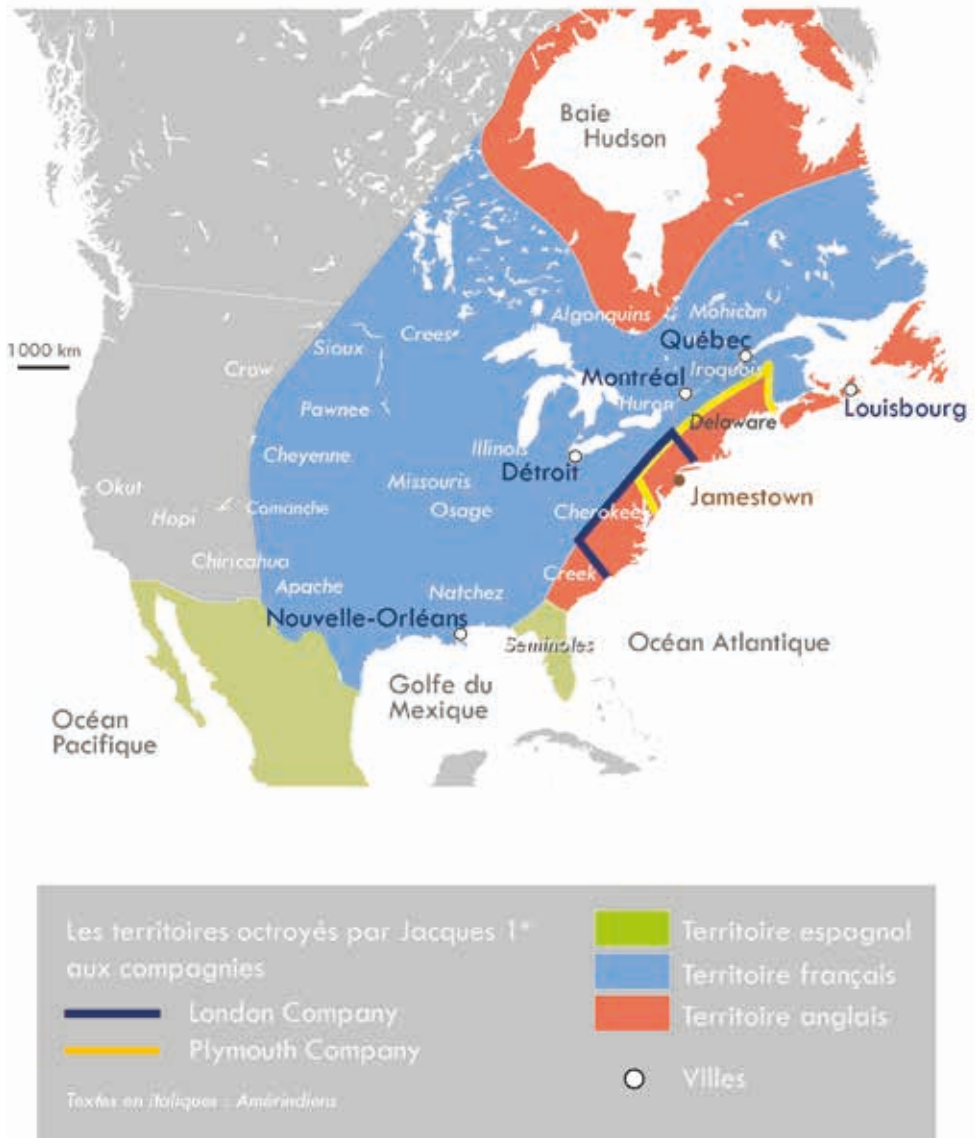 Baie
Hudson
Algonquins
Mohican
Crees
Sioux
Québec
1000 km
Crow
Iroquois
Montréal
Huron
Pawnee
Louisbourg
Delaware
Illinois
Cheyenne
Détroit
Missouris
Okut
Jamestown
Comanche
Osage
Cherokee
Hopi
Chiricahua
Creek
Apache
Natchez
Nouvelle-Orléans
Seminoles
Océan Atlantique
Golfe du
Mexique
Océan
Pacifique
Les territoires octroyés par Jacques 1er
aux compagnies
London Company
Plymouth Company
Textes en italiques : Amérindiens
Territoire espagnol
Territoire français
Territoire anglais
Villes